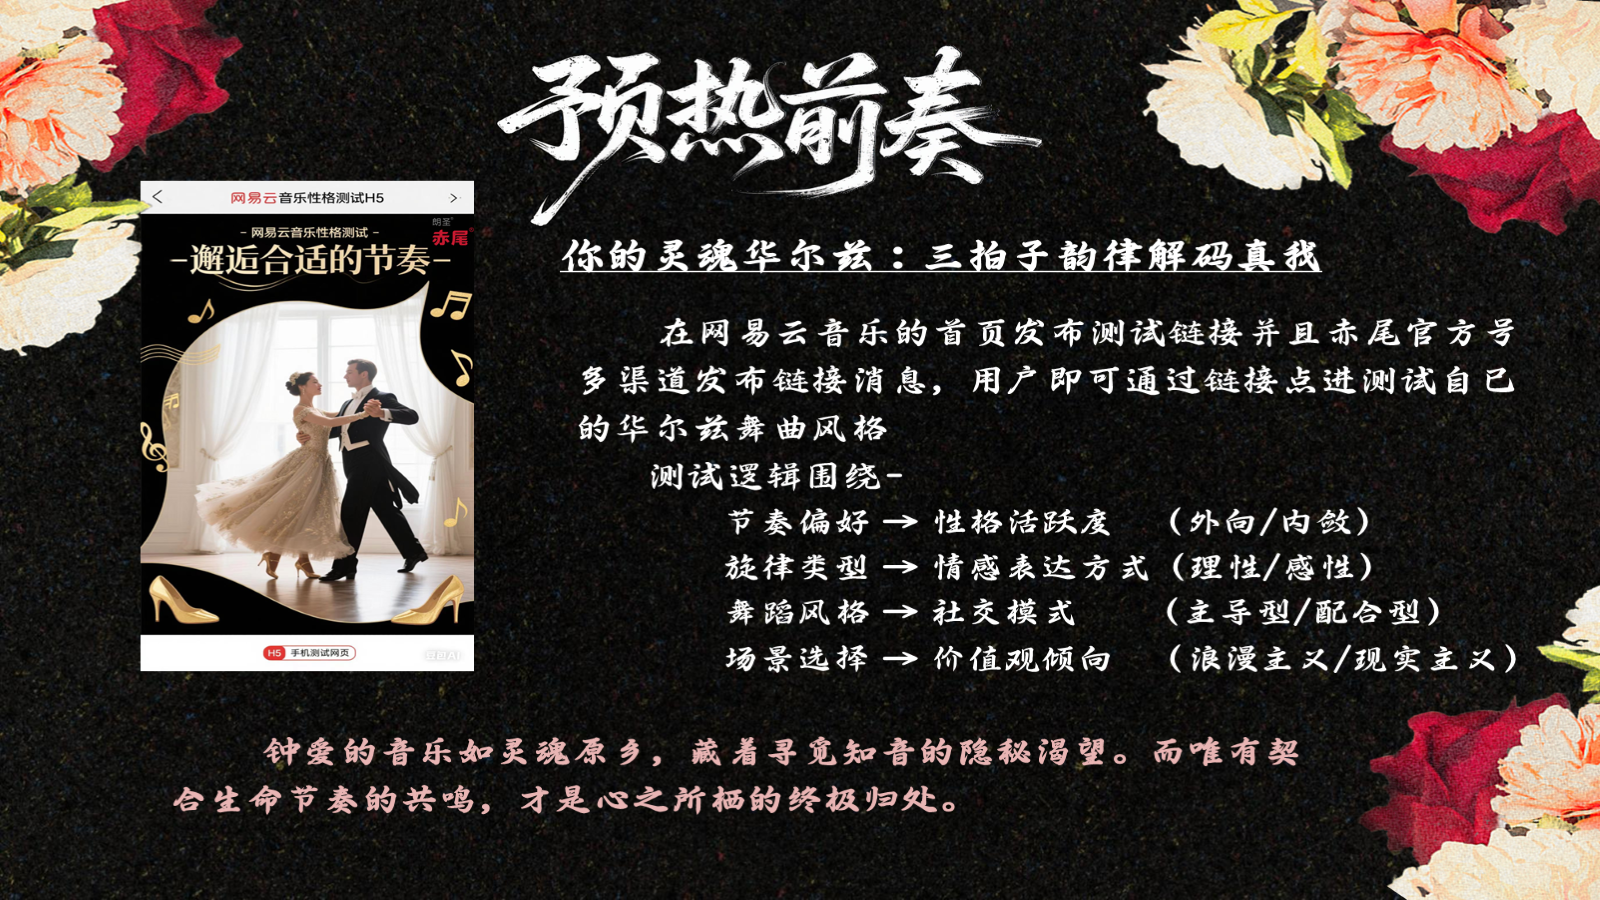 预热前奏
网易云音乐性格测试H5
- 网易云音乐性格测试 -
朗圣®
赤尾®
-邂逅合适的节奏-
H5 手机测试网页
豆包AI
你的灵魂华尔兹：三拍子韵律解码真我
在网易云音乐的首页发布测试链接并且赤尾官方号
多渠道发布链接消息，用户即可通过链接点进测试自己
的华尔兹舞曲风格
测试逻辑围绕-
节奏偏好 → 性格活跃度 （外向/内敛）
旋律类型 → 情感表达方式（理性/感性）
舞蹈风格 → 社交模式 （主导型/配合型）
场景选择 → 价值观倾向 （浪漫主义/现实主义）
钟爱的音乐如灵魂原乡，藏着寻觅知音的隐秘渴望。而唯有契
合生命节奏的共鸣，才是心之所栖的终极归处。